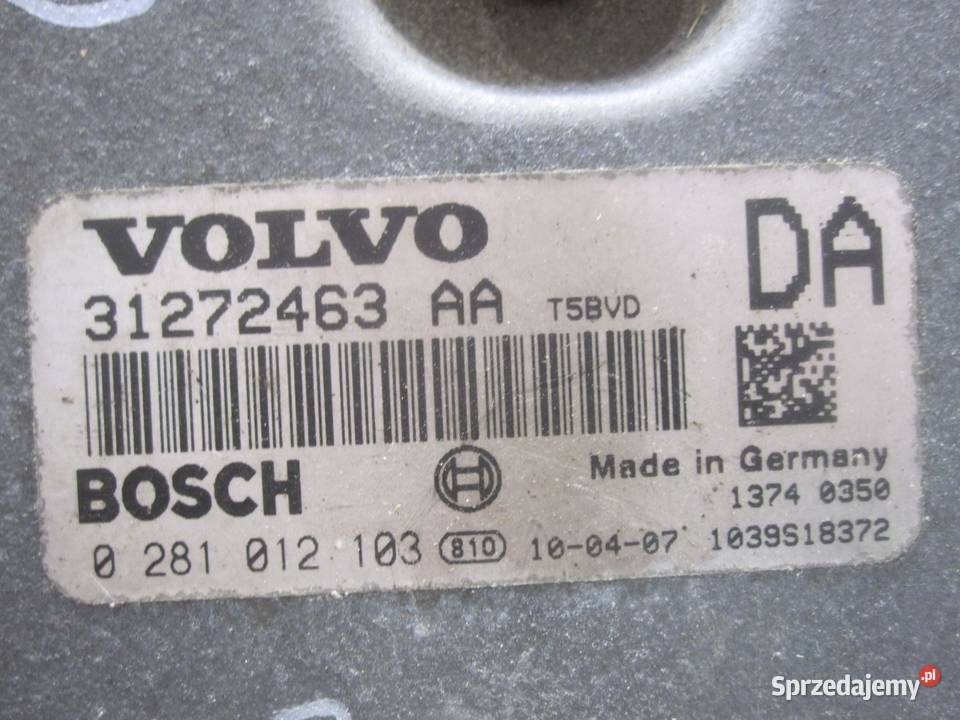 VOLVO
DA
31272463 AA T5BVD
BOSCH
Made in Germany
1374 0350
0 281 012 103 810 10-04-07 1039S18372
Sprzedajemy.pl